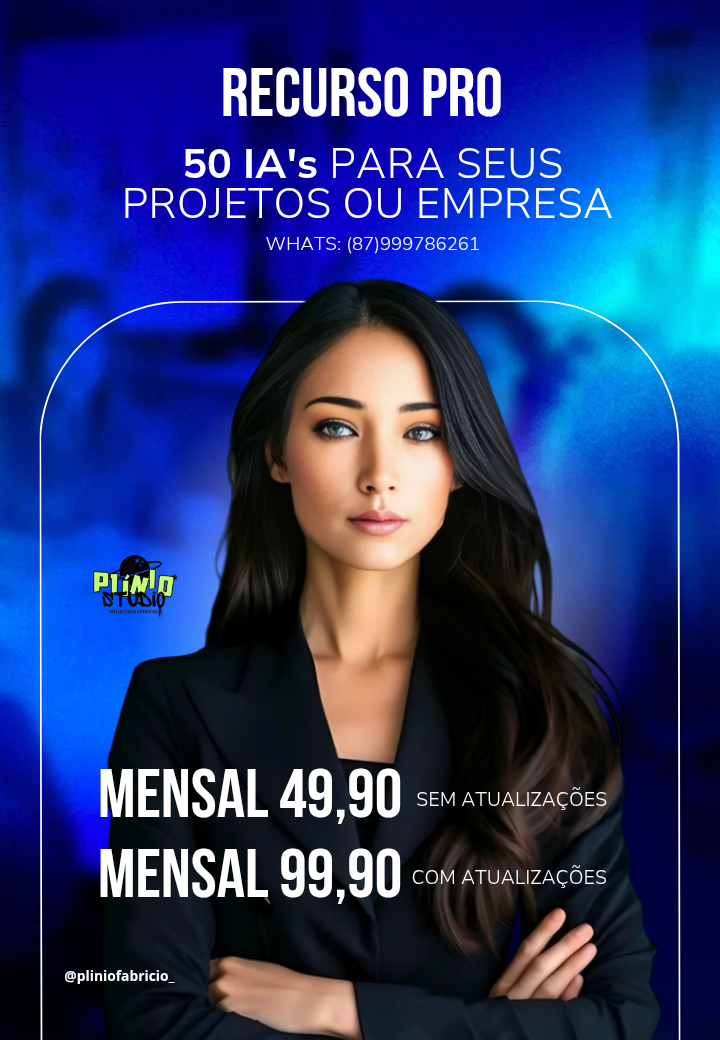 RECURSO PRO
50 IA's PARA SEUS
PROJETOS OU EMPRESA
WHATS: (87)999786261
PLINIO
STUDIO
MENSAL 49,90 SEM ATUALIZAÇÕES
MENSAL 99,90 COM ATUALIZAÇÕES
@pliniofabricio_